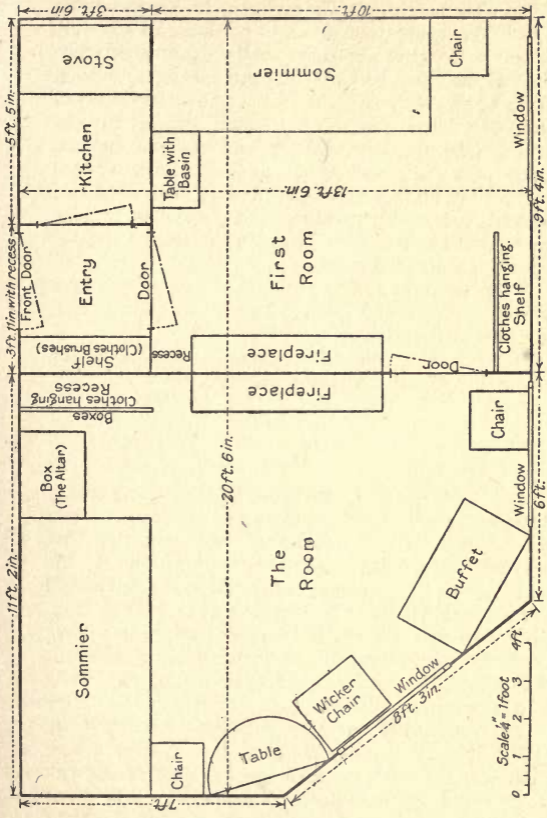 3ft. 6in
10ft.
Stove
Sommier
Chair
5ft. 5in.
Kitchen
Table with
Basin
13ft. 6in.
Window
9ft. 4in.
3ft. 11in with recess
Front Door
Entry
Door
First
Room
Shelf
(Clothes Brushes)
Recess
Fireplace
Door
Clothes hanging.
Shelf
Clothes hanging
Recess
Boxes
Fireplace
Chair
11ft. 2in.
Box
(The Altar)
20ft. 6in.
Window
6ft.
Sommier
The
Room
Buffet
Chair
Table
Wicker
Chair
Window
8ft. 3in.
7ft
Scale ¼" = 1 foot
0 1 2 3 4ft